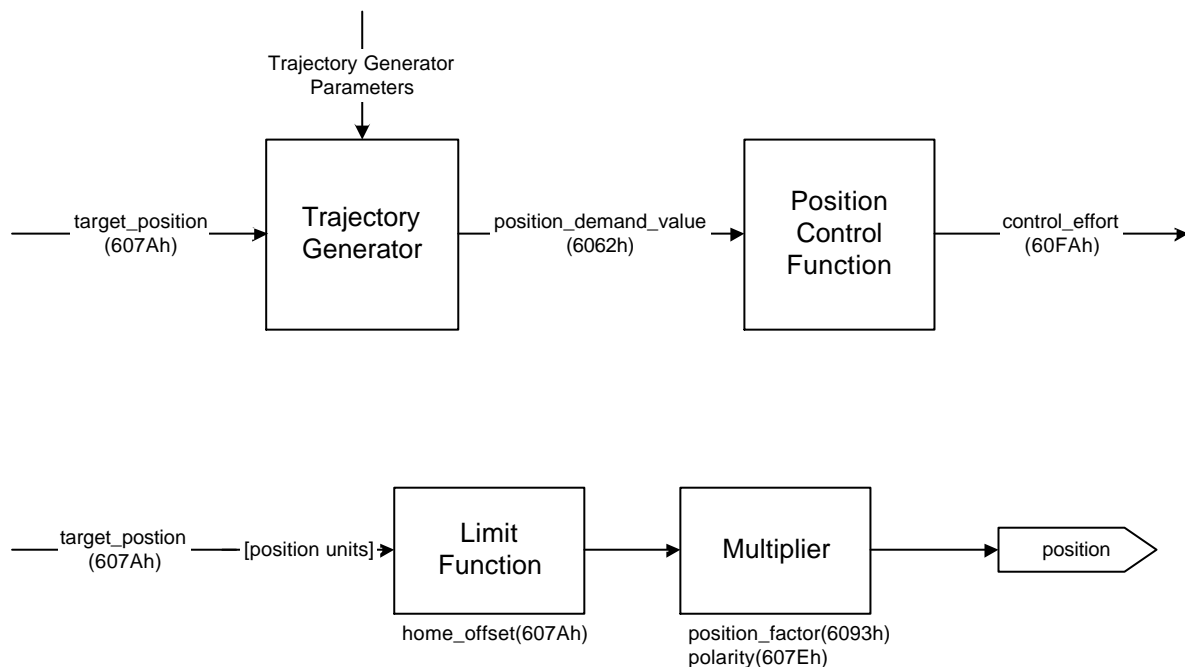 Trajectory Generator
Parameters
target_position
(607Ah)
Trajectory
Generator
position_demand_value
(6062h)
Position
Control
Function
control_effort
(60FAh)
target_postion
(607Ah)
[position units]
Limit
Function
home_offset(607Ah)
Multiplier
position_factor(6093h)
polarity(607Eh)
position